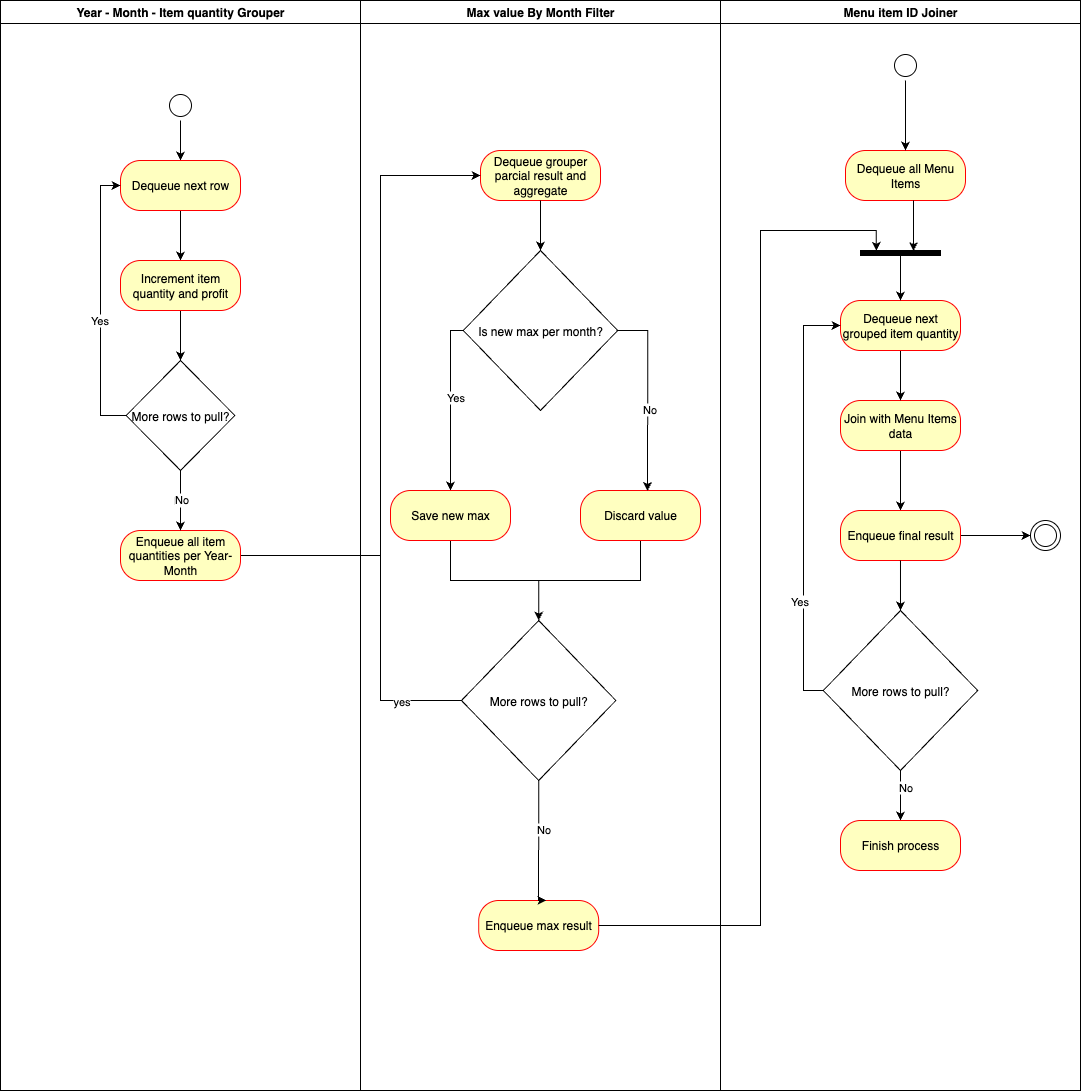 Year - Month - Item quantity Grouper
Dequeue next row
Increment item
quantity and profit
Yes
More rows to pull?
No
Enqueue all item
quantities per Year-
Month
Max value By Month Filter
Dequeue grouper
parcial result and
aggregate
Is new max per month?
Yes
No
Save new max
Discard value
More rows to pull?
yes
No
Enqueue max result
Menu item ID Joiner
Dequeue all Menu
Items
Dequeue next
grouped item quantity
Join with Menu Items
data
Enqueue final result
Yes
More rows to pull?
No
Finish process